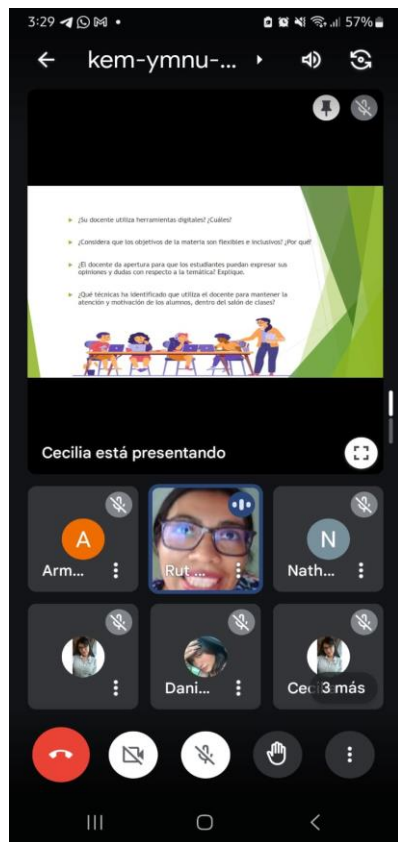 3:29
57%
kem-ymnu-...
¿Su docente utiliza herramientas digitales? ¿Cuáles?
¿Considera que los objetivos de la materia son flexibles e inclusivos? ¿Por qué?
¿El docente da apertura para que los estudiantes puedan expresar sus
opiniones y dudas con respecto a la temática? Explique.
¿Qué técnicas ha identificado que utiliza el docente para mantener la
atención y motivación de los alumnos, dentro del salón de clases?
Cecilia está presentando
A
N
Arm...
Rut ...
Nath...
Dani...
Cec
3 más